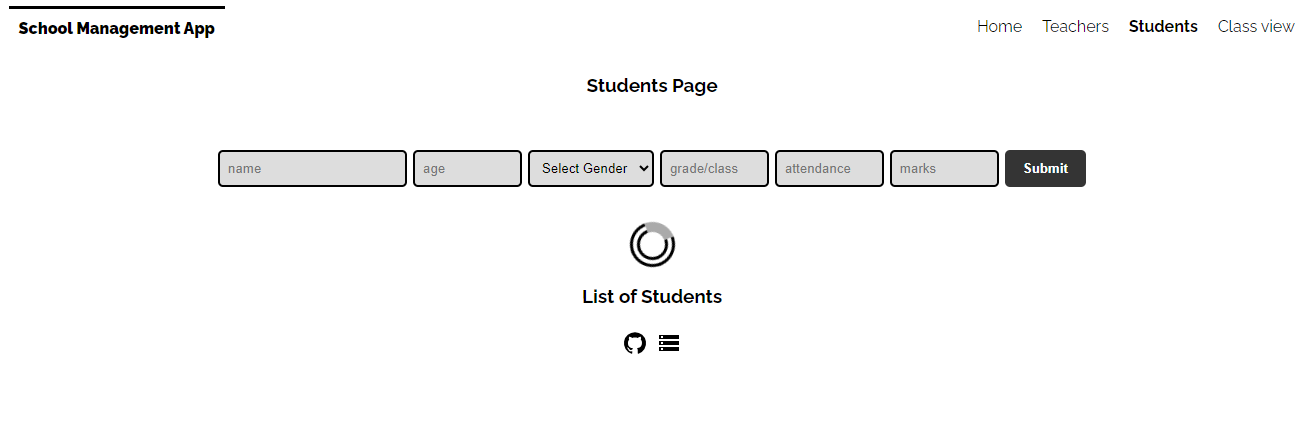 School Management App
Home Teachers Students Class view
Students Page
name age Select Gender grade/class attendance marks Submit
List of Students